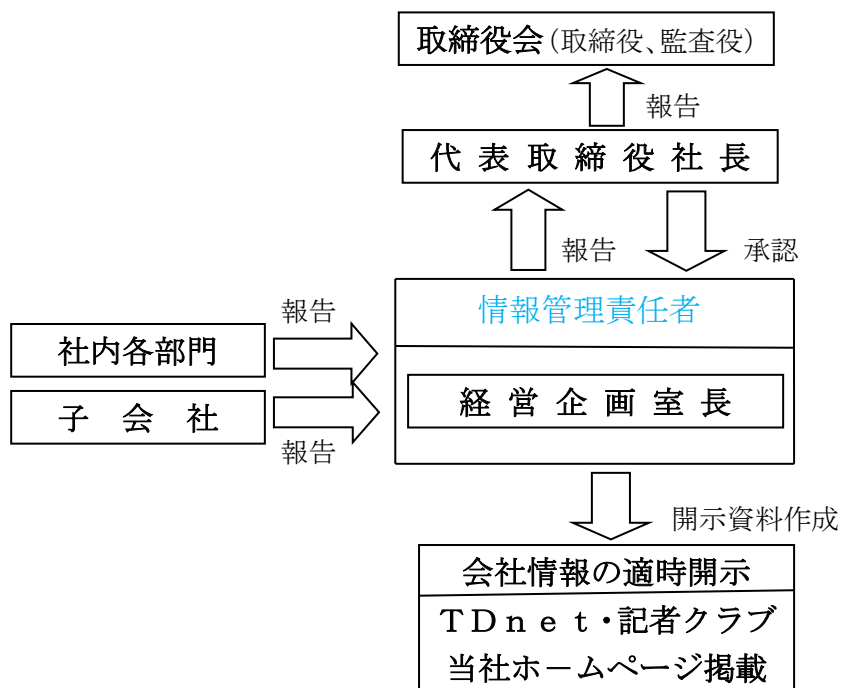 取締役会(取締役、監査役)
報告
代表取締役社長
報告
承認
情報管理責任者
報告
社内各部門
経営企画室長
子会社
報告
開示資料作成
会社情報の適時開示
TDnet・記者クラブ
当社ホームページ掲載